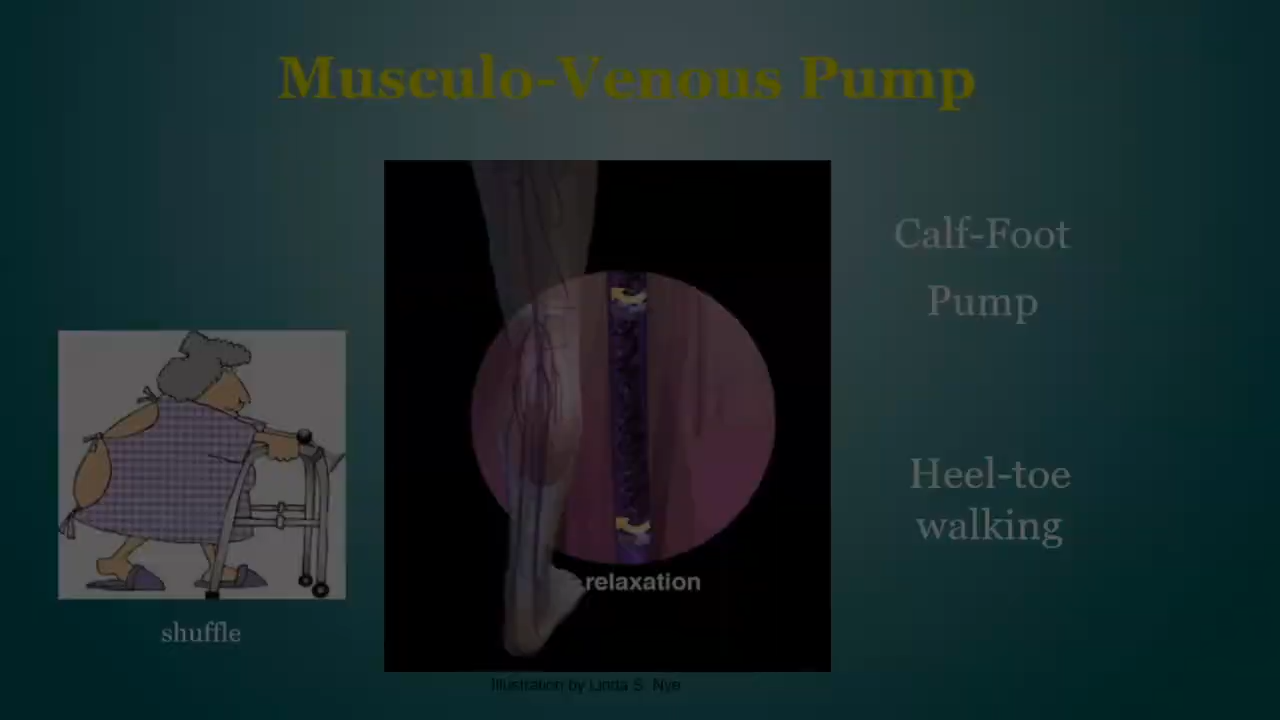 Musculo-Venous Pump
Calf-Foot
Pump
Heel-toe
walking
relaxation
shuffle
Illustration by Linda S. Nye